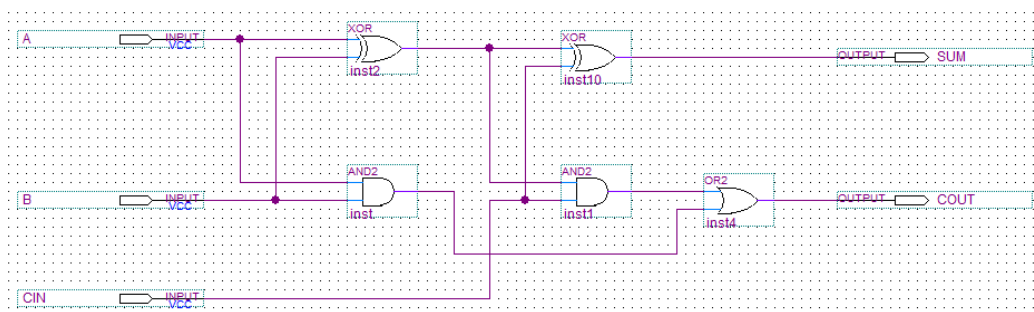 XOR
XOR
A
INPUT
VCC
OUTPUT
SUM
inst2
inst10
AND2
AND2
OR2
B
INPUT
VCC
OUTPUT
COUT
inst
inst1
inst4
CIN
INPUT
VCC